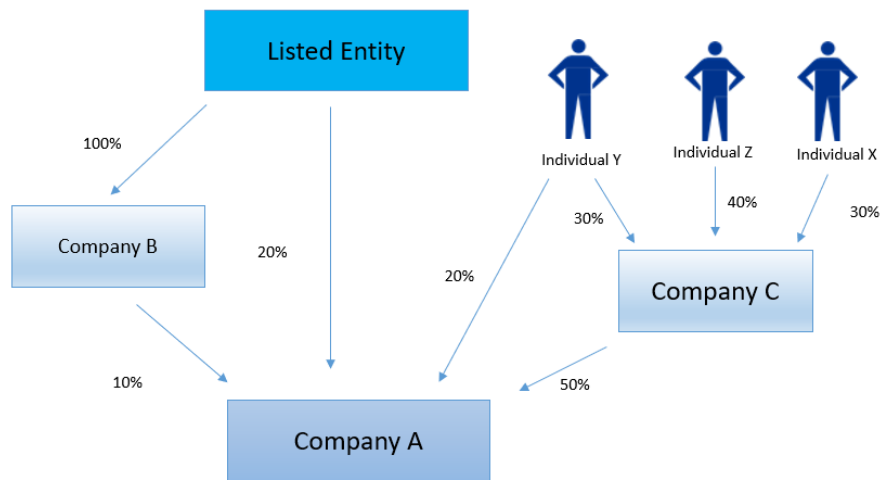 Listed Entity
100%
Individual Y
Individual Z
Individual X
40%
30%
30%
Company B
20%
20%
Company C
10%
50%
Company A